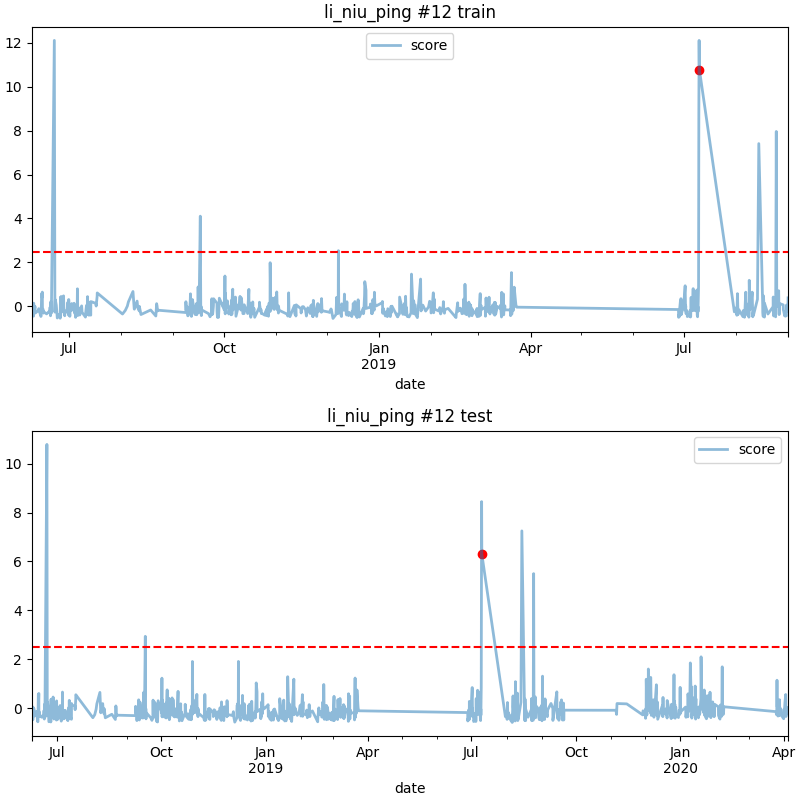 li_niu_ping #12 train
score
12
10
8
6
4
2
0
Jul Oct Jan Apr Jul
2019
date
li_niu_ping #12 test
score
10
8
6
4
2
0
Jul Oct Jan Apr Jul Oct Jan Apr
2019 2020
date